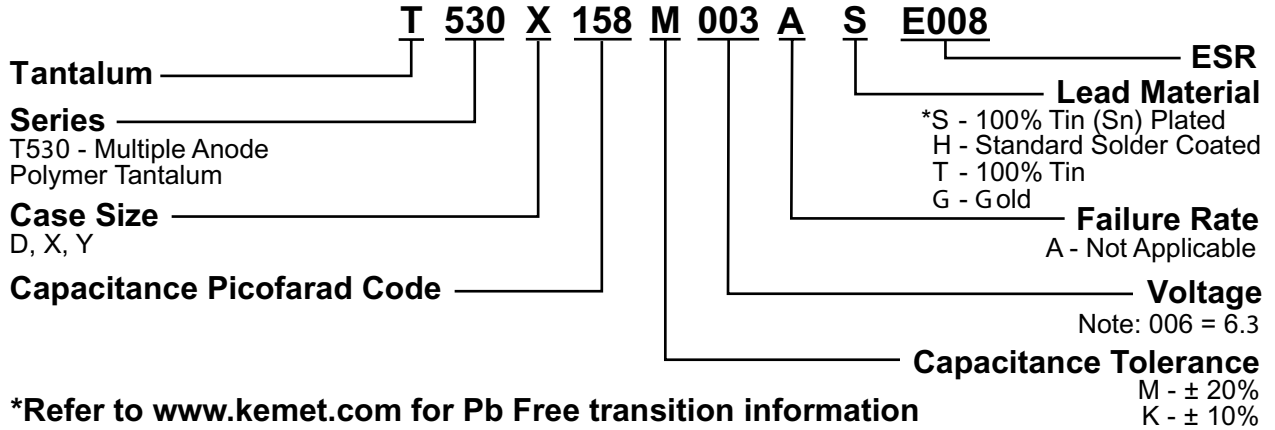 T 530 X 158 M 003 A S E008
Tantalum
Series
T530 - Multiple Anode
Polymer Tantalum
Case Size
D, X, Y
Capacitance Picofarad Code
ESR
Lead Material
*S - 100% Tin (Sn) Plated
H - Standard Solder Coated
T - 100% Tin
G - Gold
Failure Rate
A - Not Applicable
Voltage
Note: 006 = 6.3
Capacitance Tolerance
M - ± 20%
K - ± 10%
*Refer to www.kemet.com for Pb Free transition information